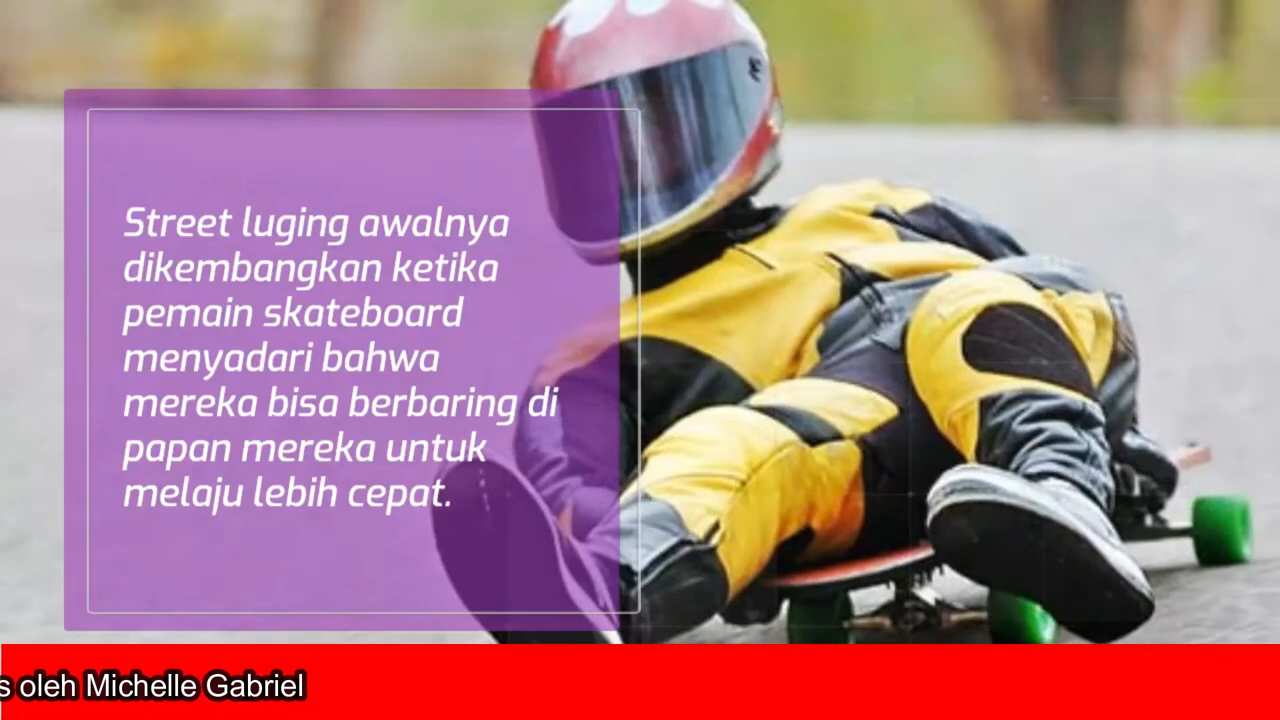 Street luging awalnya
dikembangkan ketika
pemain skateboard
menyadari bahwa
mereka bisa berbaring di
papan mereka untuk
melaju lebih cepat.
s oleh Michelle Gabriel